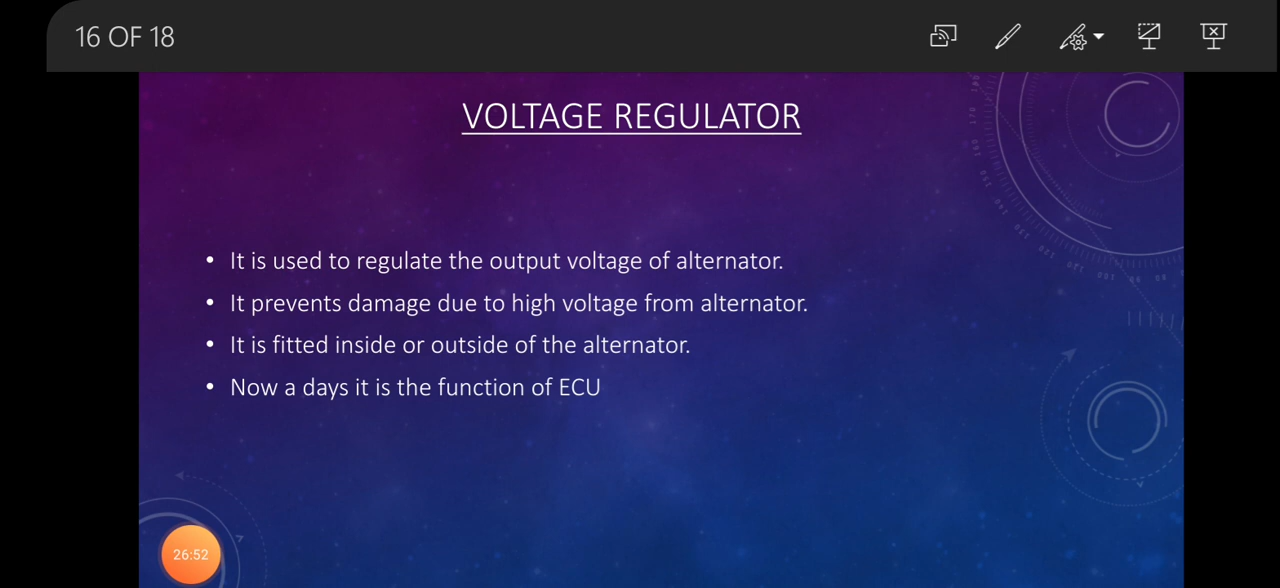 16 OF 18
VOLTAGE REGULATOR
• It is used to regulate the output voltage of alternator.
• It prevents damage due to high voltage from alternator.
• It is fitted inside or outside of the alternator.
• Now a days it is the function of ECU
26:52